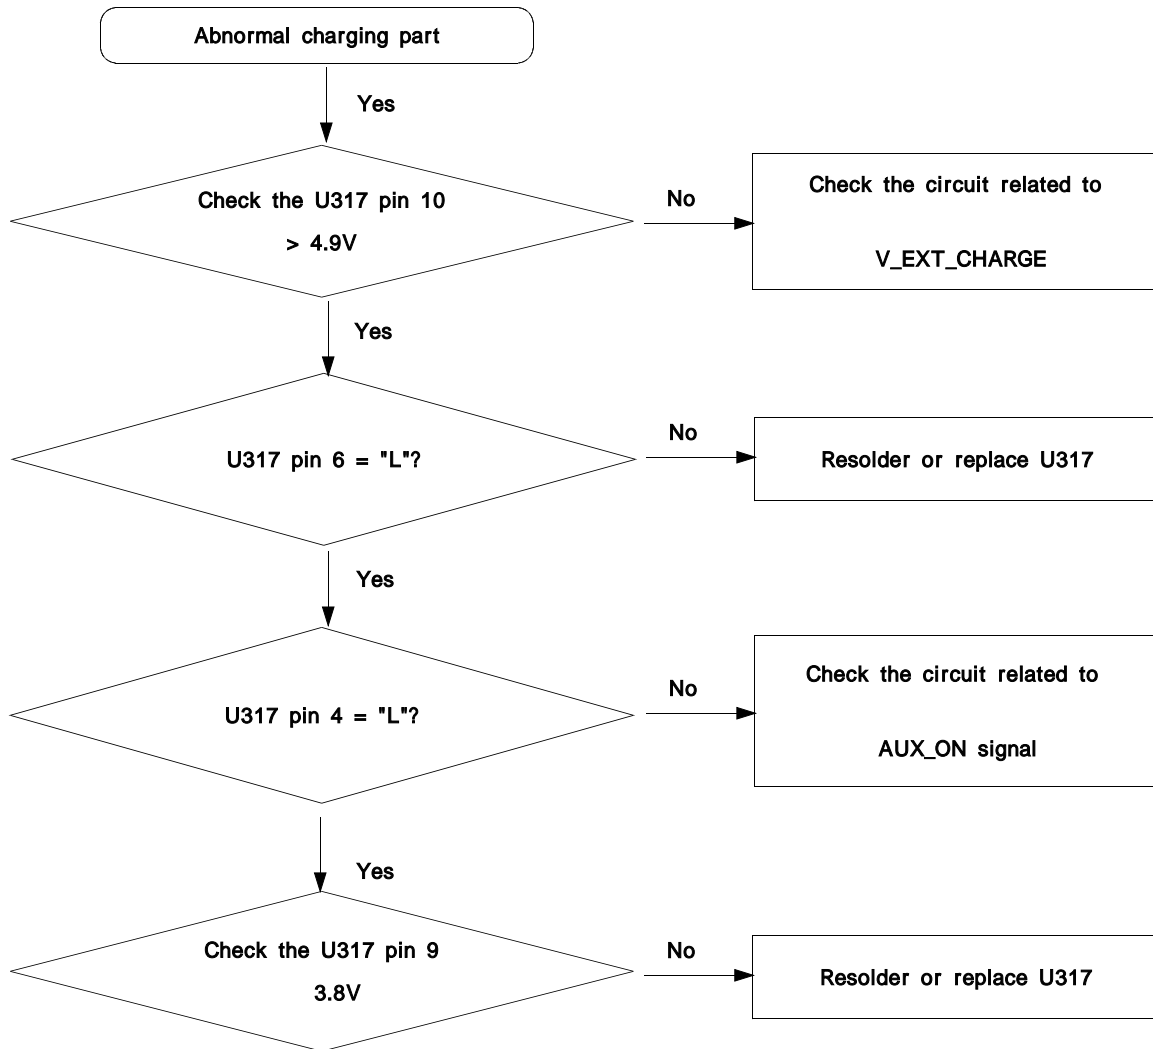 Abnormal charging part
Yes
Check the U317 pin 10
> 4.9V
No
Check the circuit related to
V_EXT_CHARGE
Yes
U317 pin 6 = "L"?
No
Resolder or replace U317
Yes
U317 pin 4 = "L"?
No
Check the circuit related to
AUX_ON signal
Yes
Check the U317 pin 9
3.8V
No
Resolder or replace U317